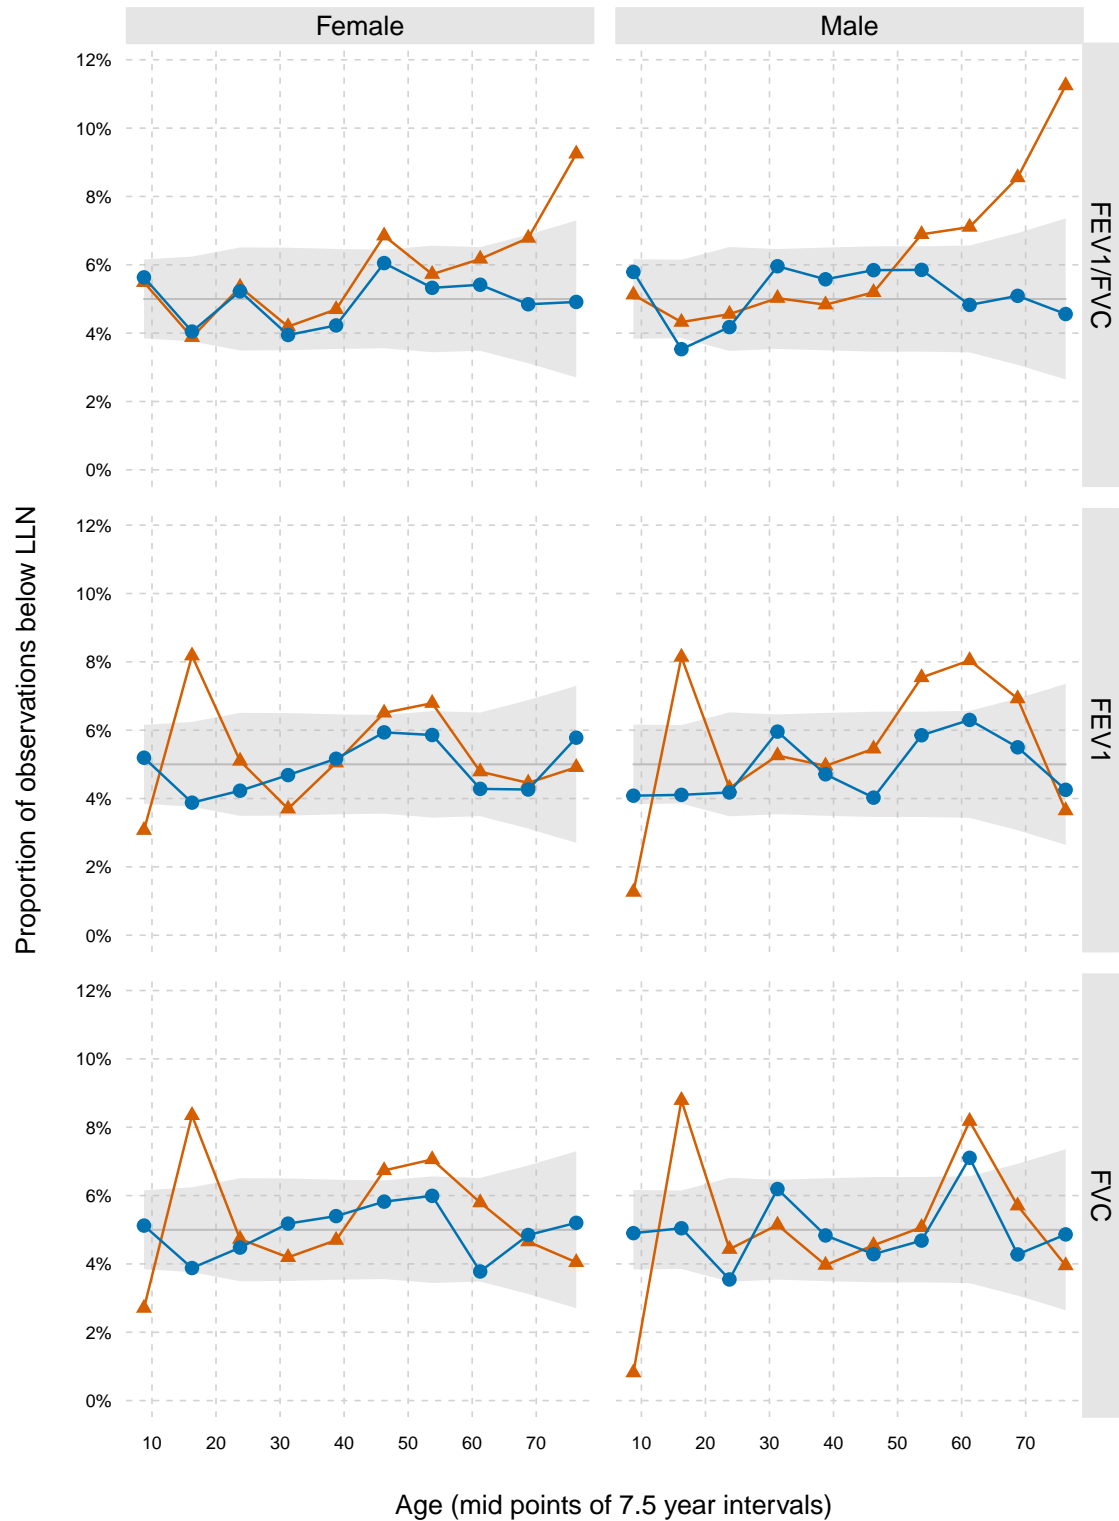 Female
Male
12%
10%
8%
6%
4%
2%
0%
FEV1/FVC
12%
10%
8%
6%
4%
2%
0%
FEV1
12%
10%
8%
6%
4%
2%
0%
FVC
Proportion of observations below LLN
10 20 30 40 50 60 70
10 20 30 40 50 60 70
Age (mid points of 7.5 year intervals)